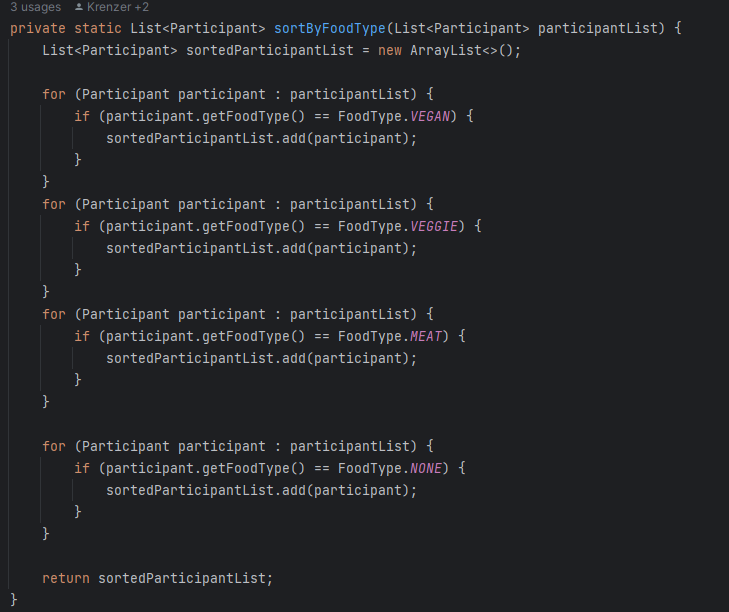 3 usages Krenzer +2
private static List<Participant> sortByFoodType(List<Participant> participantList) {
    List<Participant> sortedParticipantList = new ArrayList<>();

    for (Participant participant : participantList) {
        if (participant.getFoodType() == FoodType.VEGAN) {
            sortedParticipantList.add(participant);
        }
    }
    for (Participant participant : participantList) {
        if (participant.getFoodType() == FoodType.VEGGIE) {
            sortedParticipantList.add(participant);
        }
    }
    for (Participant participant : participantList) {
        if (participant.getFoodType() == FoodType.MEAT) {
            sortedParticipantList.add(participant);
        }
    }

    for (Participant participant : participantList) {
        if (participant.getFoodType() == FoodType.NONE) {
            sortedParticipantList.add(participant);
        }
    }

    return sortedParticipantList;
}